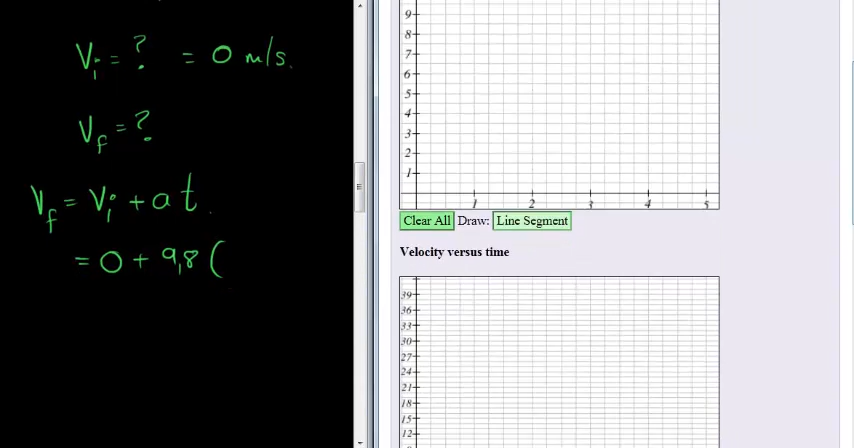 Vi = ? = 0 m/s.
Vf = ?
Vf = Vi + a t.
= 0 + 9,8 (
9
8
7
6
5
4
3
2
1
1 2 3 4 5
Clear All Draw: Line Segment
Velocity versus time
39
36
33
30
27
24
21
18
15
12